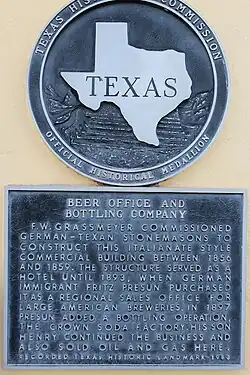 TEXAS HISTORICAL COMMISSION
TEXAS
OFFICIAL HISTORICAL MEDALLION
BEER OFFICE AND
BOTTLING COMPANY
F.W. GRASSMEYER COMMISSIONED
GERMAN-TEXAN STONEMASONS TO
CONSTRUCT THIS ITALIANATE STYLE
COMMERCIAL BUILDING BETWEEN 1856
AND 1859. THE STRUCTURE SERVED AS A
HOTEL UNTIL 1893, WHEN GERMAN
IMMIGRANT FRITZ PRESUN PURCHASED
IT AS A REGIONAL SALES OFFICE FOR
LARGE AMERICAN BREWERIES. IN 1897
PRESUN ADDED A BOTTLING OPERATION,
THE CROWN SODA FACTORY. HIS SON
HENRY CONTINUED THE BUSINESS AND
ALSO SOLD OIL AND GAS HERE.
RECORDED TEXAS HISTORIC LANDMARK-1983